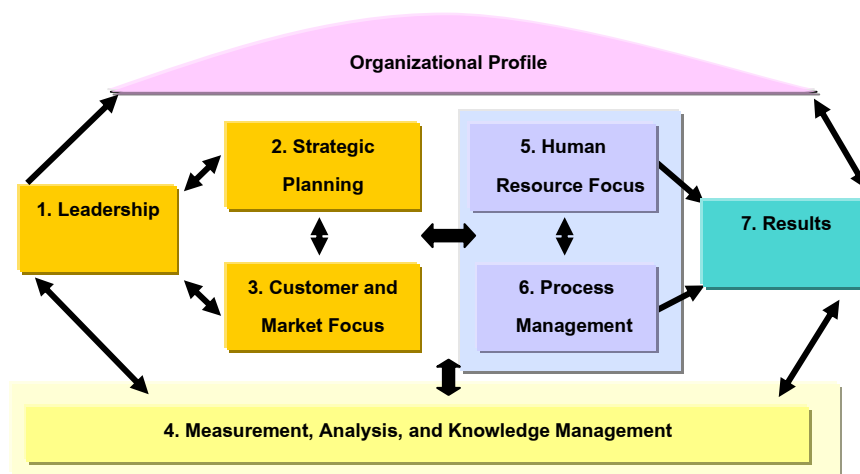 Organizational Profile
2. Strategic
Planning
5. Human
Resource Focus
1. Leadership
7. Results
3. Customer and
Market Focus
6. Process
Management
4. Measurement, Analysis, and Knowledge Management